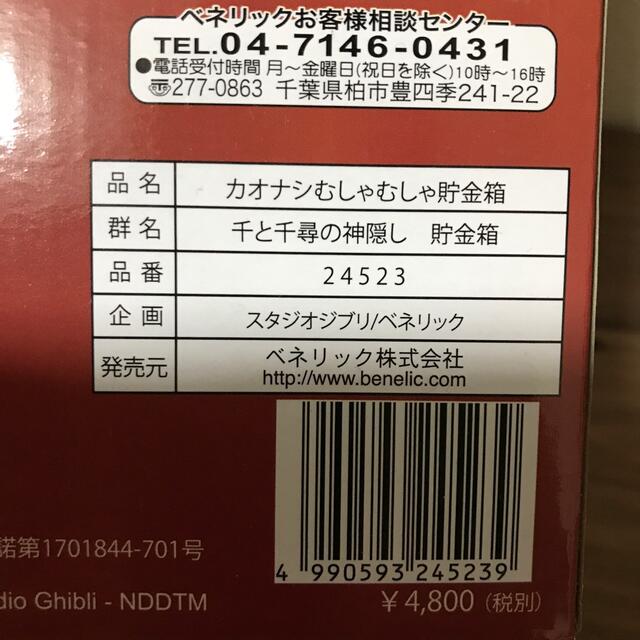 ベネリックお客様相談センター
TEL.04-7146-0431
●電話受付時間 月～金曜日(祝日を除く)10時～16時
277-0863 千葉県柏市豊四季241-22
品名 カオナシむしゃむしゃ貯金箱
群名 千と千尋の神隠し 貯金箱
品番 24523
企画 スタジオジブリ/ベネリック
発売元 ベネリック株式会社
http://www.benelic.com
諾第1701844-701号
4 990593 245239
dio Ghibli - NDDTM
￥4,800(税別)